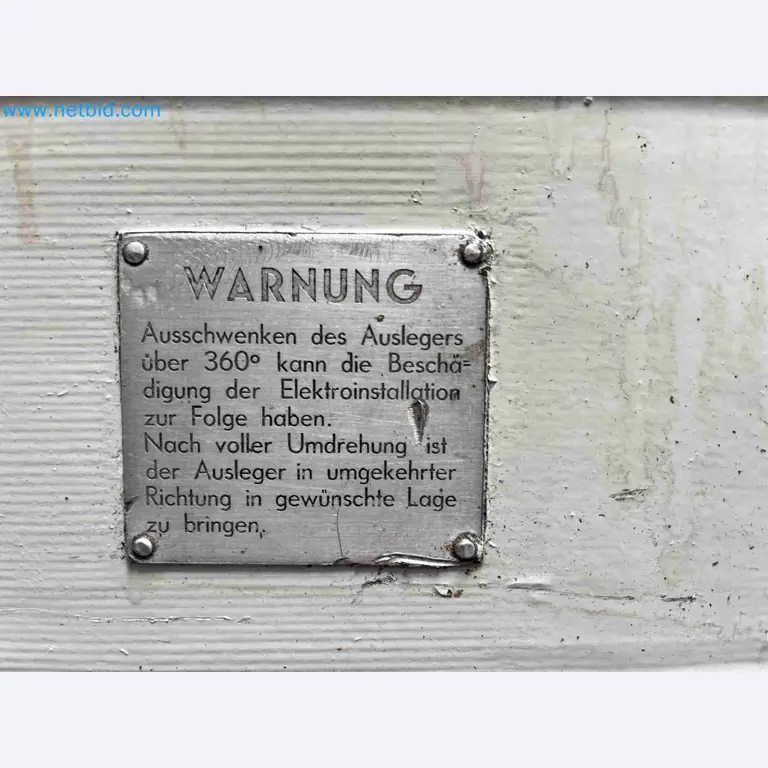 www.netbid.com
WARNUNG
Ausschwenken des Auslegers
über 360° kann die Beschä-
digung der Elektroinstallation
zur Folge haben.
Nach voller Umdrehung ist
der Ausleger in umgekehrter
Richtung in gewünschte Lage
zu bringen.